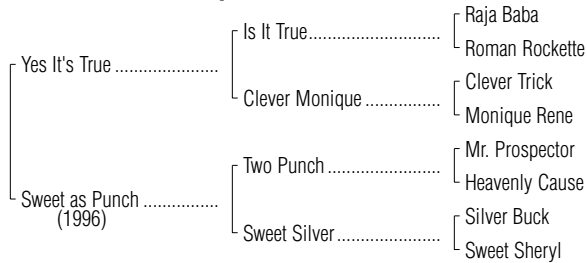 Raja Baba
Is It True
Roman Rockette
Yes It's True
Clever Trick
Clever Monique
Monique Rene
Mr. Prospector
Two Punch
Heavenly Cause
Sweet as Punch
(1996)
Silver Buck
Sweet Silver
Sweet Sheryl